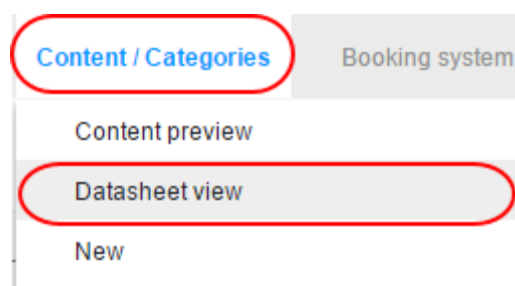 Content / Categories Booking system
Content preview
Datasheet view
New